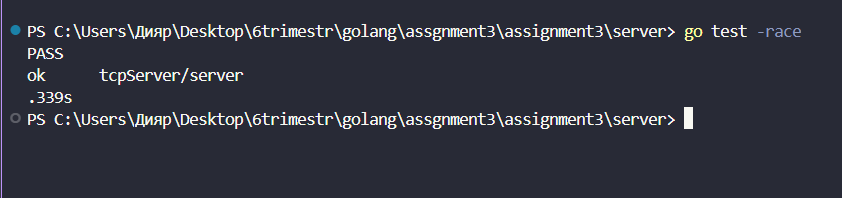 PS C:\Users\Дияр\Desktop\6trimestr\golang\assgnment3\assignment3\server> go test -race
PASS
ok      tcpServer/server
.339s
PS C:\Users\Дияр\Desktop\6trimestr\golang\assgnment3\assignment3\server>